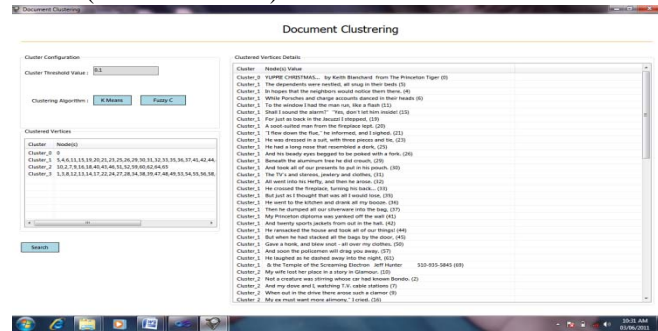 Document Clustering
Document Clustrering
Cluster Configuration
Cluster Threshold Value :
Clustering Algorithm :
K Means
Fuzzy C
Clustered Vertices
Cluster Node(s)
Cluster_0 0
Cluster_1 5,4,6,11,15,19,20,21,23,25,26,29,30,31,32,33,35,36,37,41,42,44,
Cluster_2 10,2,7,9,16,18,40,43,46,51,52,59,60,62,64,65
Cluster_3 1,3,8,12,13,14,17,22,24,27,28,34,38,39,47,48,49,53,54,55,56,58,
Search
Clustered Vertices Details
Cluster Node(s) Value
Cluster_0 YUPPIE CHRISTMAS... by Keith Blanchard from The Princeton Tiger (0)
Cluster_1 The dependents were nestled, all snug in their beds (5)
Cluster_1 In hopes that the neighbors would notice them there. (4)
Cluster_1 While Porsches and charge accounts danced in their heads (6)
Cluster_1 To the window I had the man run, like a flash (11)
Cluster_1 Shall I sound the alarm?" "Yes, don't let him inside! (15)
Cluster_1 For just as back in the Jacuzzi I stepped, (19)
Cluster_1 A soot-suited man from the fireplace lept. (20)
Cluster_1 "I flew down the flue," he informed, and I sighed, (21)
Cluster_1 He was dressed in a suit, with three pieces and tie, (23)
Cluster_1 He had a long nose that resembled a dork, (25)
Cluster_1 And his beady eyes begged to be poked with a fork. (26)
Cluster_1 Beneath the aluminum tree he did crouch, (29)
Cluster_1 And took all of our presents to put in his pouch. (30)
Cluster_1 The TV's and stereos, jewlery and clothes, (31)
Cluster_1 All went into his Hefty, and then he arose. (32)
Cluster_1 He crossed the fireplace, turning his back... (33)
Cluster_1 But just as I thought that was all I would lose, (35)
Cluster_1 He went to the kitchen and drank all my booze. (36)
Cluster_1 Then he dumped all our silverware into the bag, (37)
Cluster_1 My Princeton diploma was yanked off the wall (41)
Cluster_1 And twenty sports jackets from out in the hall. (42)
Cluster_1 He ransacked the house and took all of our things! (44)
Cluster_1 But when he had stacked all the bags by the door, (45)
Cluster_1 Gave a honk, and blew snot - all over my clothes. (50)
Cluster_1 And soon the policemen will drag you away. (57)
Cluster_1 He laughed as he dashed away into the night, (61)
Cluster_1 & the Temple of the Screaming Electron Jeff Hunter 510-935-5845 (69)
Cluster_2 My wife lost her place in a story in Glamour. (10)
Cluster_2 Not a creature was stirring whose car had known Bondo. (2)
Cluster_2 And my dove and I, watching T.V. cable stations (7)
Cluster_2 When out in the drive there arose such a clamor (9)
Cluster_2 My ex must want more alimony," I cried. (16)
10:31 AM
03/06/2011